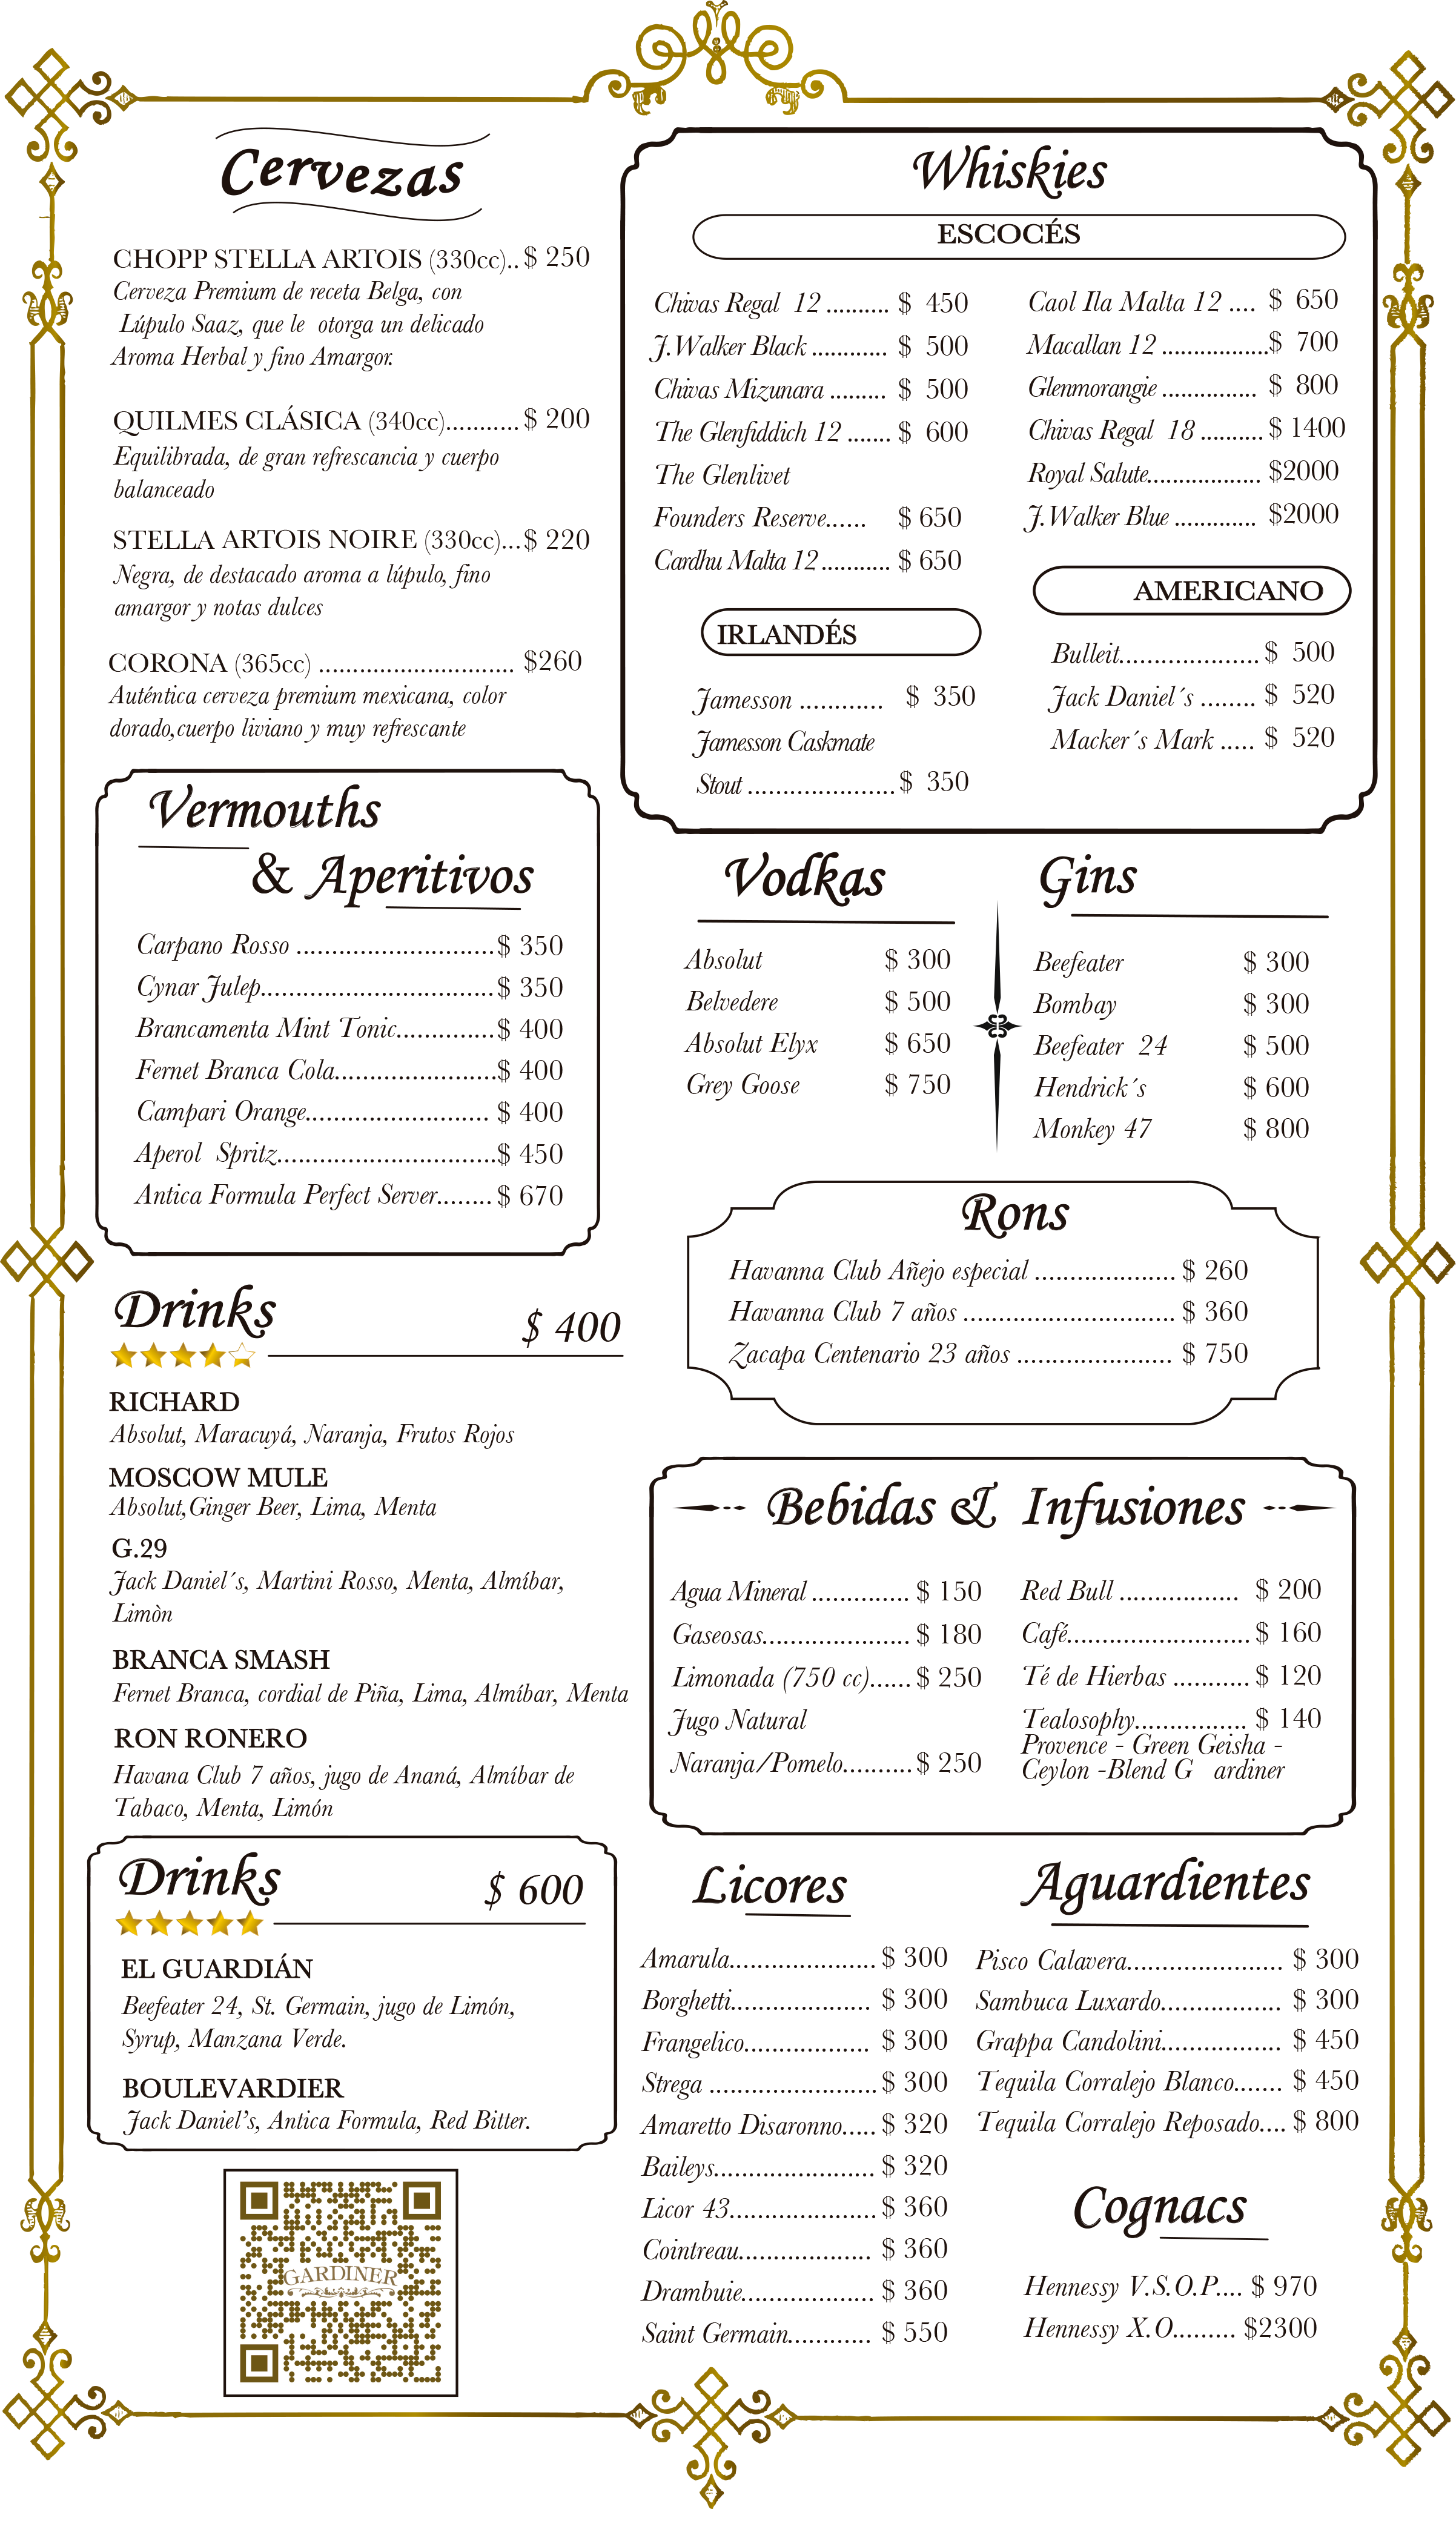 Cervezas
CHOPP STELLA ARTOIS (330cc)..$ 250
Cerveza Premium de receta Belga, con
Lúpulo Saaz, que le otorga un delicado
Aroma Herbal y fino Amargor.
QUILMES CLÁSICA (340cc)...........$ 200
Equilibrada, de gran refrescancia y cuerpo
balanceado
STELLA ARTOIS NOIRE (330cc)...$ 220
Negra, de destacado aroma a lúpulo, fino
amargor y notas dulces
CORONA (365cc) ............................. $260
Auténtica cerveza premium mexicana, color
dorado,cuerpo liviano y muy refrescante
Vermouths
& Aperitivos
Carpano Rosso ............................$ 350
Cynar Julep.................................$ 350
Brancamenta Mint Tonic..............$ 400
Fernet Branca Cola.......................$ 400
Campari Orange.......................... $ 400
Aperol Spritz...............................$ 450
Antica Formula Perfect Server........$ 670
Drinks
$ 400
RICHARD
Absolut, Maracuyá, Naranja, Frutos Rojos
MOSCOW MULE
Absolut,Ginger Beer, Lima, Menta
G.29
Jack Daniel´s, Martini Rosso, Menta, Almíbar,
Limòn
BRANCA SMASH
Fernet Branca, cordial de Piña, Lima, Almíbar, Menta
RON RONERO
Havana Club 7 años, jugo de Ananá, Almíbar de
Tabaco, Menta, Limón
Drinks
$ 600
EL GUARDIÁN
Beefeater 24, St. Germain, jugo de Limón,
Syrup, Manzana Verde.
BOULEVARDIER
Jack Daniel’s, Antica Formula, Red Bitter.
GARDINER
Whiskies
ESCOCÉS
Chivas Regal 12 .......... $ 450
J.Walker Black ............ $ 500
Chivas Mizunara ......... $ 500
The Glenfiddich 12 ....... $ 600
The Glenlivet
Founders Reserve...... $ 650
Cardhu Malta 12........... $ 650
Caol Ila Malta 12 .... $ 650
Macallan 12 .................$ 700
Glenmorangie ............... $ 800
Chivas Regal 18 ..........$ 1400
Royal Salute.................. $2000
J.Walker Blue ............. $2000
IRLANDÉS
Jamesson ............ $ 350
Jamesson Caskmate
Stout .....................$ 350
AMERICANO
Bulleit....................$ 500
Jack Daniel´s ........ $ 520
Macker´s Mark ..... $ 520
Vodkas
Absolut $ 300
Belvedere $ 500
Absolut Elyx $ 650
Grey Goose $ 750
Gins
Beefeater $ 300
Bombay $ 300
Beefeater 24 $ 500
Hendrick´s $ 600
Monkey 47 $ 800
Rons
Havanna Club Añejo especial .................... $ 260
Havanna Club 7 años .............................. $ 360
Zacapa Centenario 23 años ...................... $ 750
Bebidas & Infusiones
Agua Mineral .............. $ 150
Gaseosas..................... $ 180
Limonada (750 cc)......$ 250
Jugo Natural
Naranja/Pomelo..........$ 250
Red Bull ................. $ 200
Café..........................$ 160
Té de Hierbas ........... $ 120
Tealosophy................ $ 140
Provence - Green Geisha -
Ceylon -Blend G ardiner
Licores
Amarula.....................$ 300
Borghetti.................... $ 300
Frangelico.................. $ 300
Strega ........................$ 300
Amaretto Disaronno.....$ 320
Baileys....................... $ 320
Licor 43.....................$ 360
Cointreau................... $ 360
Drambuie................... $ 360
Saint Germain............ $ 550
Aguardientes
Pisco Calavera...................... $ 300
Sambuca Luxardo................. $ 300
Grappa Candolini................. $ 450
Tequila Corralejo Blanco....... $ 450
Tequila Corralejo Reposado.... $ 800
Cognacs
Hennessy V.S.O.P.... $ 970
Hennessy X.O......... $2300